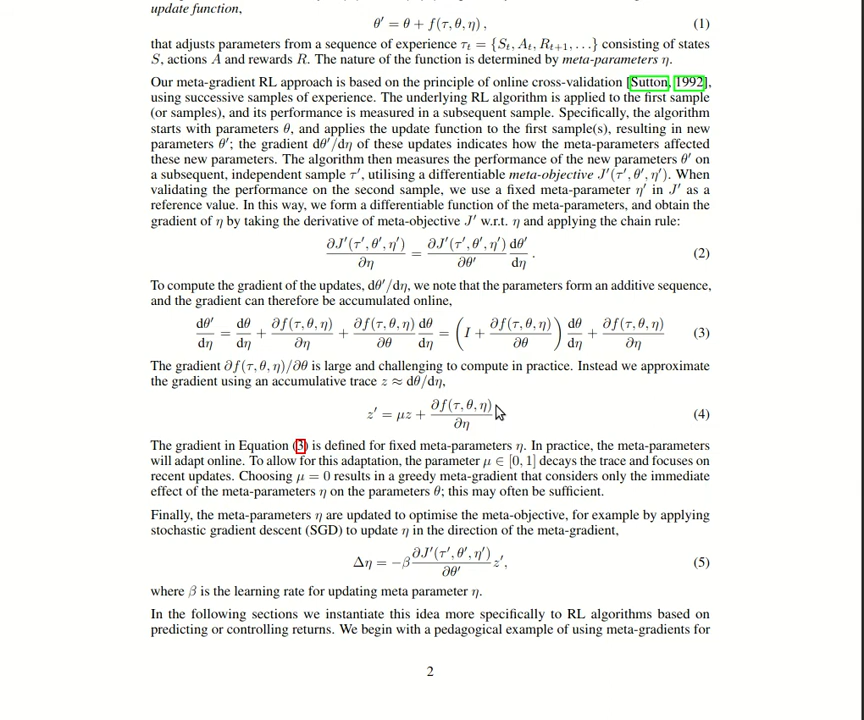 update function,
θ′ = θ + f(τ, θ, η) , (1)
that adjusts parameters from a sequence of experience τₜ = {Sₜ, Aₜ, Rₜ₊₁, . . .} consisting of states
S, actions A and rewards R. The nature of the function is determined by meta-parameters η.
Our meta-gradient RL approach is based on the principle of online cross-validation [Sutton, 1992],
using successive samples of experience. The underlying RL algorithm is applied to the first sample
(or samples), and its performance is measured in a subsequent sample. Specifically, the algorithm
starts with parameters θ, and applies the update function to the first sample(s), resulting in new
parameters θ′; the gradient dθ′/dη of these updates indicates how the meta-parameters affected
these new parameters. The algorithm then measures the performance of the new parameters θ′ on
a subsequent, independent sample τ′, utilising a differentiable meta-objective J′(τ′, θ′, η′). When
validating the performance on the second sample, we use a fixed meta-parameter η′ in J′ as a
reference value. In this way, we form a differentiable function of the meta-parameters, and obtain the
gradient of η by taking the derivative of meta-objective J′ w.r.t. η and applying the chain rule:
∂J′(τ′, θ′, η′)/∂η = ∂J′(τ′, θ′, η′)/∂θ′ dθ′/dη . (2)
To compute the gradient of the updates, dθ′/dη, we note that the parameters form an additive sequence,
and the gradient can therefore be accumulated online,
dθ′/dη = dθ/dη + ∂f(τ, θ, η)/∂η + ∂f(τ, θ, η)/∂θ dθ/dη = (I + ∂f(τ, θ, η)/∂θ) dθ/dη + ∂f(τ, θ, η)/∂η (3)
The gradient ∂f(τ, θ, η)/∂θ is large and challenging to compute in practice. Instead we approximate
the gradient using an accumulative trace z ≈ dθ/dη,
z′ = μz + ∂f(τ, θ, η)/∂η (4)
The gradient in Equation (3) is defined for fixed meta-parameters η. In practice, the meta-parameters
will adapt online. To allow for this adaptation, the parameter μ ∈ [0, 1] decays the trace and focuses on
recent updates. Choosing μ = 0 results in a greedy meta-gradient that considers only the immediate
effect of the meta-parameters η on the parameters θ; this may often be sufficient.
Finally, the meta-parameters η are updated to optimise the meta-objective, for example by applying
stochastic gradient descent (SGD) to update η in the direction of the meta-gradient,
Δη = −β ∂J′(τ′, θ′, η′)/∂θ′ z′, (5)
where β is the learning rate for updating meta parameter η.
In the following sections we instantiate this idea more specifically to RL algorithms based on
predicting or controlling returns. We begin with a pedagogical example of using meta-gradients for
2